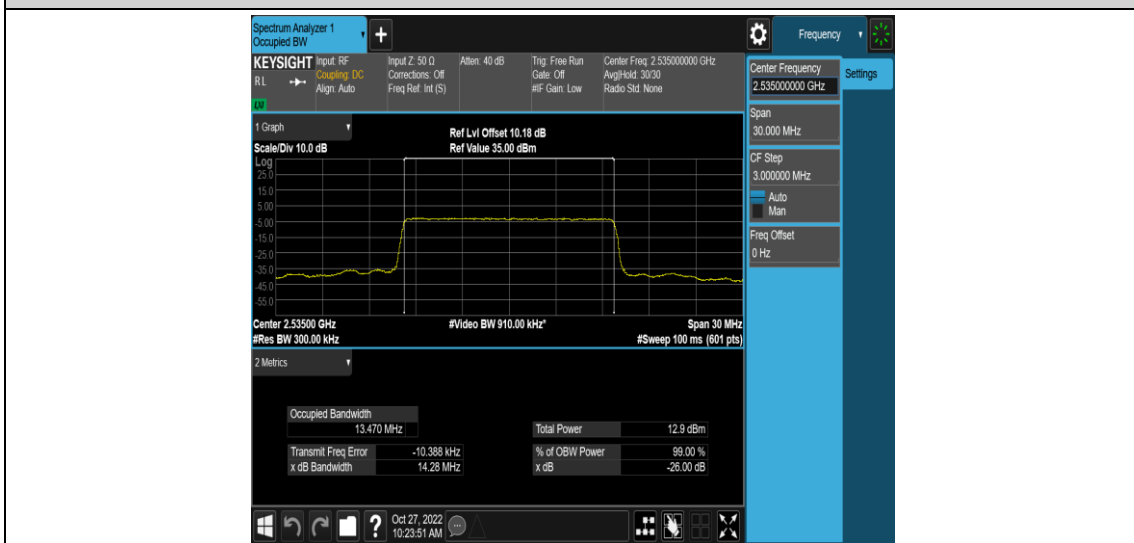 Spectrum Analyzer 1
Occupied BW
+
Frequency
KEYSIGHT
RL
LXI
Input: RF
Coupling: DC
Align: Auto
Input Z: 50 Ω
Corrections: Off
Freq Ref: Int (S)
Atten: 40 dB
Trig: Free Run
Gate: Off
#IF Gain: Low
Center Freq: 2.535000000 GHz
Avg|Hold: 30/30
Radio Std: None
Center Frequency
2.535000000 GHz
Settings
Span
30.000 MHz
CF Step
3.000000 MHz
Auto
Man
Freq Offset
0 Hz
1 Graph
Scale/Div 10.0 dB
Ref Lvl Offset 10.18 dB
Ref Value 35.00 dBm
Log
25.0
15.0
5.00
-5.00
-15.0
-25.0
-35.0
-45.0
-55.0
Center 2.53500 GHz
#Video BW 910.00 kHz*
Span 30 MHz
#Res BW 300.00 kHz
#Sweep 100 ms (601 pts)
2 Metrics
Occupied Bandwidth
13.470 MHz
Total Power 12.9 dBm
Transmit Freq Error -10.388 kHz
% of OBW Power 99.00 %
x dB Bandwidth 14.28 MHz
x dB -26.00 dB
?
Oct 27, 2022
10:23:51 AM